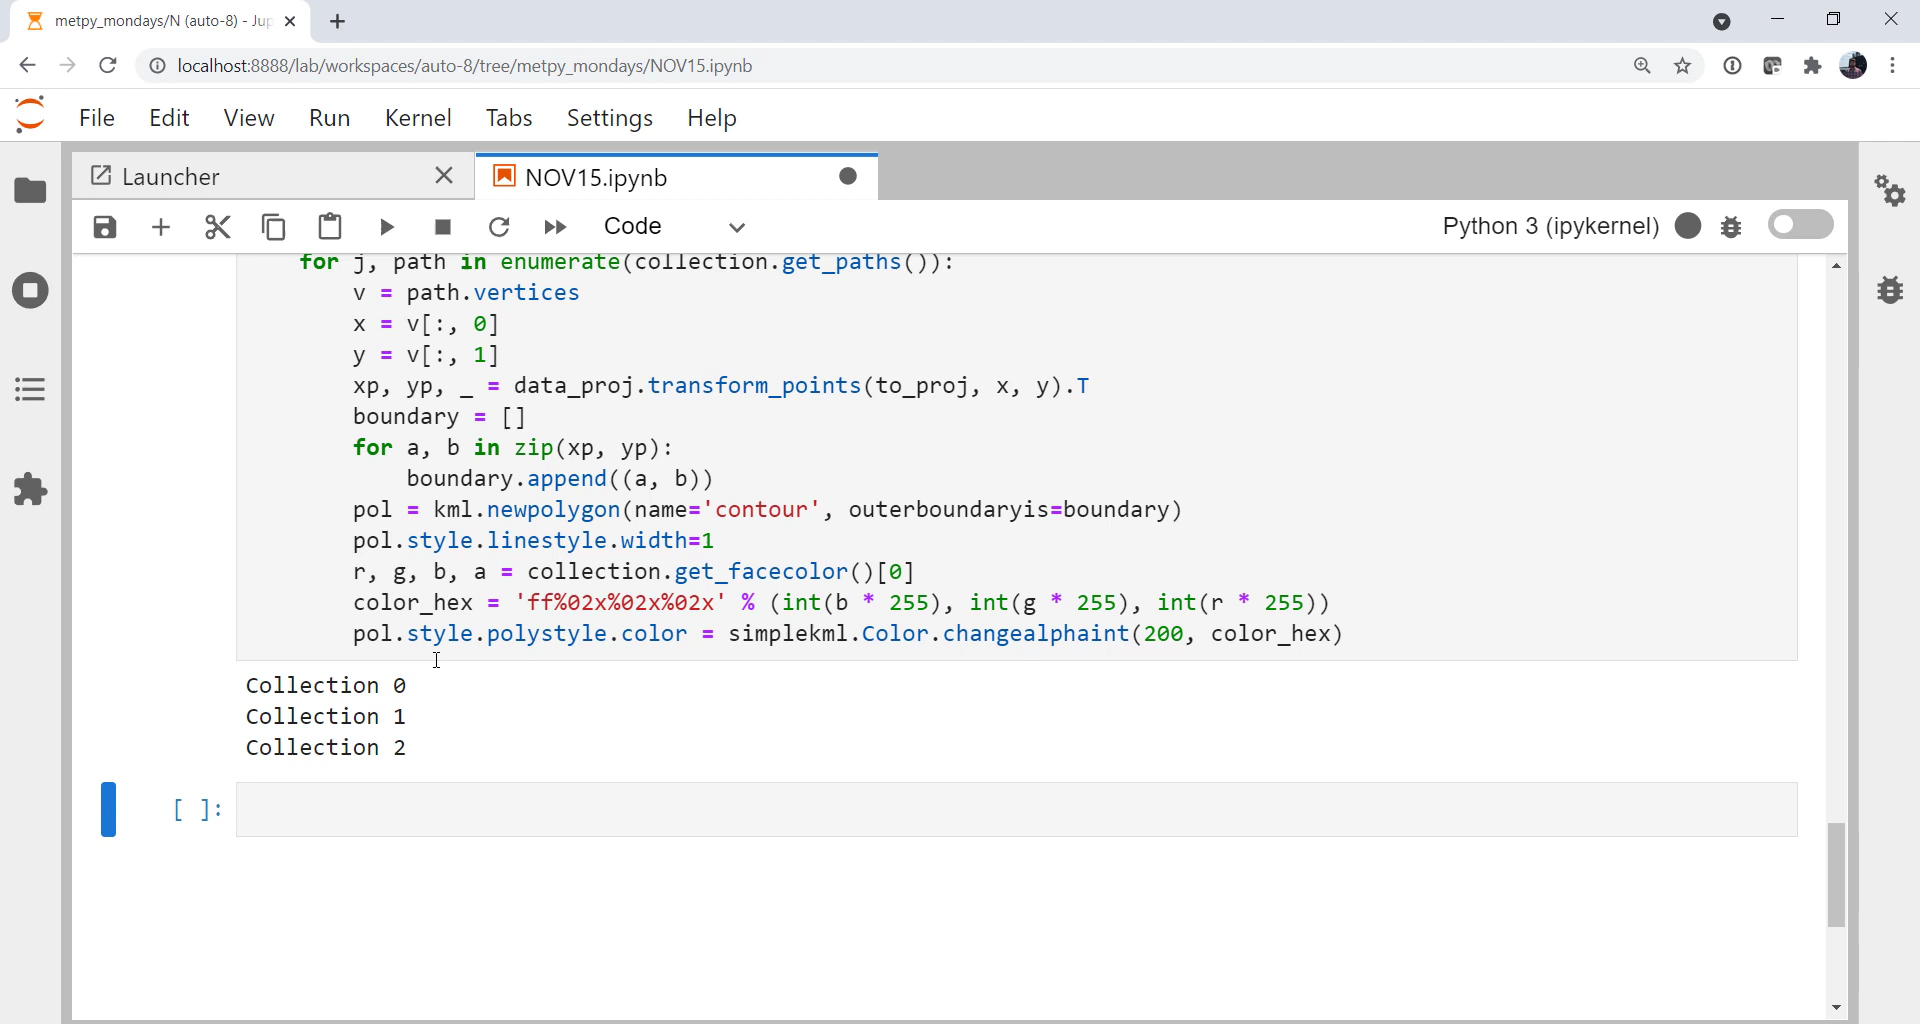 metpy_mondays/N (auto-8) - Jup
localhost:8888/lab/workspaces/auto-8/tree/metpy_mondays/NOV15.ipynb
File Edit View Run Kernel Tabs Settings Help
Launcher NOV15.ipynb
Code Python 3 (ipykernel)
for j, path in enumerate(collection.get_paths()):
v = path.vertices
x = v[:, 0]
y = v[:, 1]
xp, yp, _ = data_proj.transform_points(to_proj, x, y).T
boundary = []
for a, b in zip(xp, yp):
boundary.append((a, b))
pol = kml.newpolygon(name='contour', outerboundaryis=boundary)
pol.style.linestyle.width=1
r, g, b, a = collection.get_facecolor()[0]
color_hex = 'ff%02x%02x%02x' % (int(b * 255), int(g * 255), int(r * 255))
pol.style.polystyle.color = simplekml.Color.changealphaint(200, color_hex)
Collection 0
Collection 1
Collection 2
[ ]: